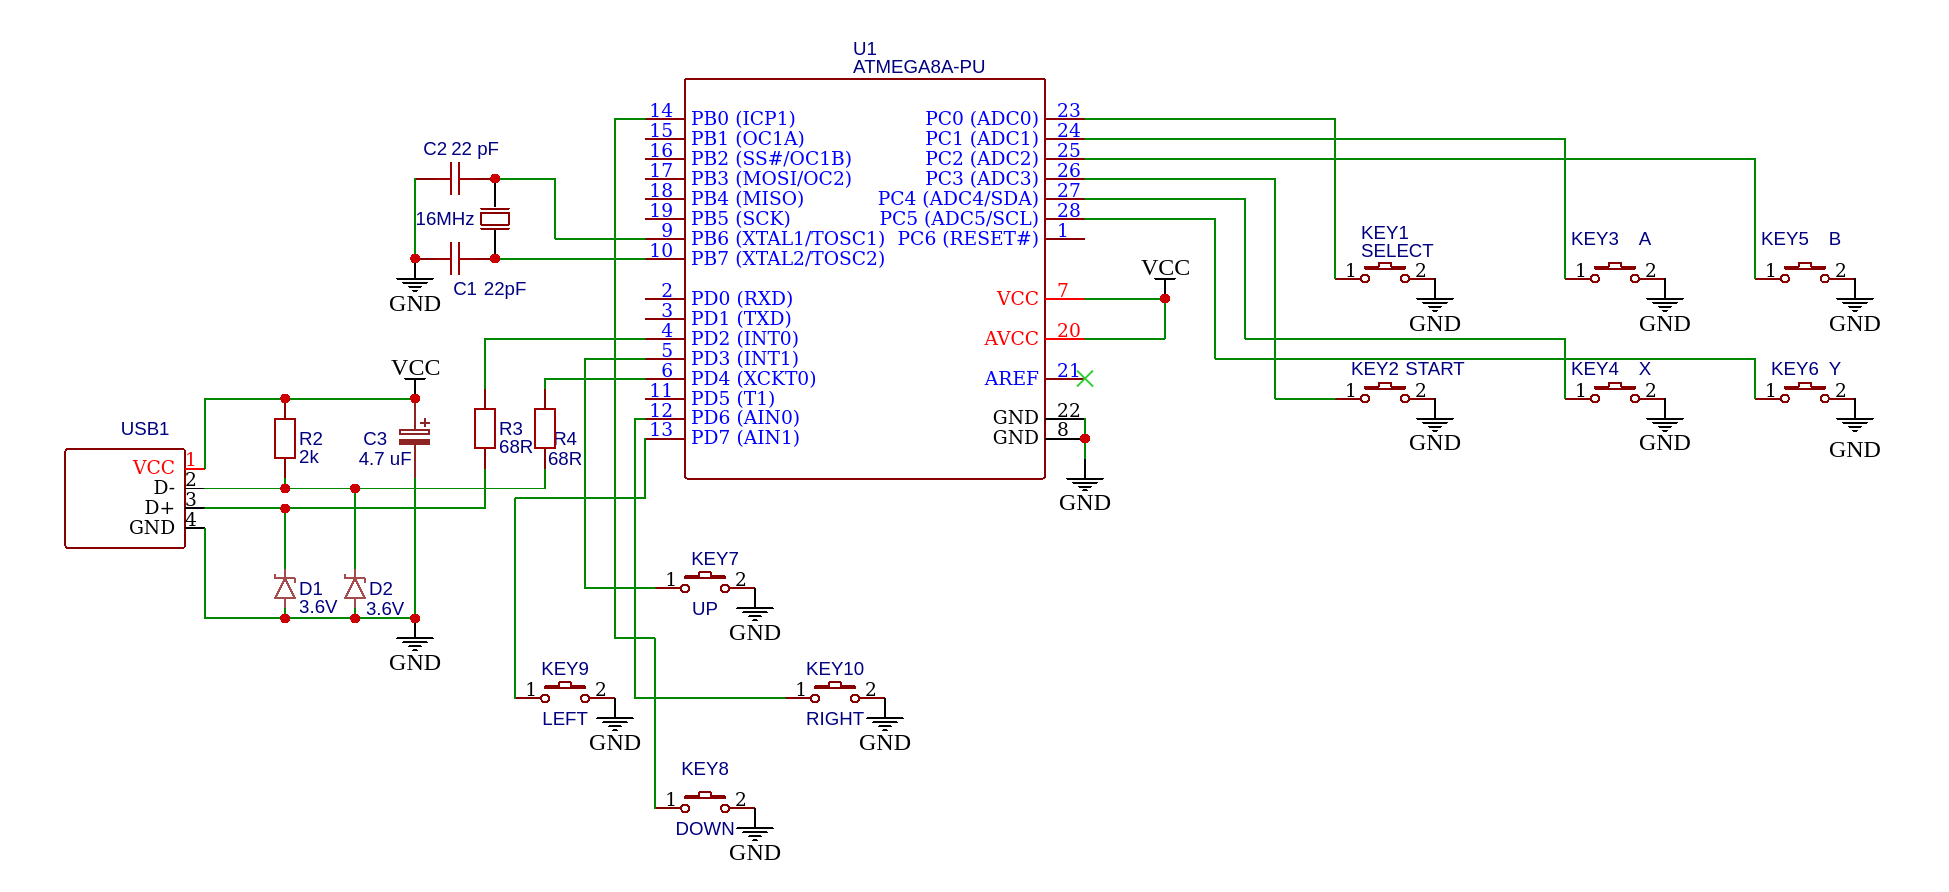 U1
ATMEGA8A-PU
14 PB0 (ICP1)
15 PB1 (OC1A)
16 PB2 (SS#/OC1B)
17 PB3 (MOSI/OC2)
18 PB4 (MISO)
19 PB5 (SCK)
9 PB6 (XTAL1/TOSC1)
10 PB7 (XTAL2/TOSC2)
2 PD0 (RXD)
3 PD1 (TXD)
4 PD2 (INT0)
5 PD3 (INT1)
6 PD4 (XCKT0)
11 PD5 (T1)
12 PD6 (AIN0)
13 PD7 (AIN1)
PC0 (ADC0) 23
PC1 (ADC1) 24
PC2 (ADC2) 25
PC3 (ADC3) 26
PC4 (ADC4/SDA) 27
PC5 (ADC5/SCL) 28
PC6 (RESET#) 1
VCC 7
AVCC 20
AREF 21
GND 22
GND 8
VCC
GND
C2 22 pF
16MHz
C1 22pF
GND
VCC
USB1
VCC 1
D- 2
D+ 3
GND 4
R2
2k
C3
4.7 uF
+
R3
68R
R4
68R
D1
3.6V
D2
3.6V
GND
KEY1
SELECT
1 2
GND
KEY3 A
1 2
GND
KEY5 B
1 2
GND
KEY2 START
1 2
GND
KEY4 X
1 2
GND
KEY6 Y
1 2
GND
KEY7
1 2
UP
GND
KEY9
1 2
LEFT
GND
KEY10
1 2
RIGHT
GND
KEY8
1 2
DOWN
GND